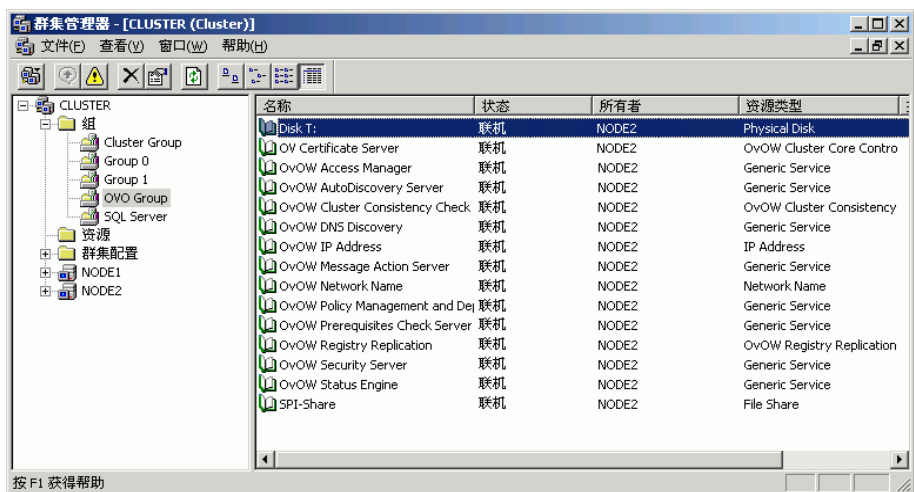 群集管理器 - [CLUSTER (Cluster)]
文件(F) 查看(V) 窗口(W) 帮助(H)
CLUSTER
组
Cluster Group
Group 0
Group 1
OVO Group
SQL Server
资源
群集配置
NODE1
NODE2
名称 状态 所有者 资源类型
Disk T: 联机 NODE2 Physical Disk
OV Certificate Server 联机 NODE2 OvOW Cluster Core Contro
OvOW Access Manager 联机 NODE2 Generic Service
OvOW AutoDiscovery Server 联机 NODE2 Generic Service
OvOW Cluster Consistency Check 联机 NODE2 OvOW Cluster Consistency
OvOW DNS Discovery 联机 NODE2 Generic Service
OvOW IP Address 联机 NODE2 IP Address
OvOW Message Action Server 联机 NODE2 Generic Service
OvOW Network Name 联机 NODE2 Network Name
OvOW Policy Management and De 联机 NODE2 Generic Service
OvOW Prerequisites Check Server 联机 NODE2 Generic Service
OvOW Registry Replication 联机 NODE2 OvOW Registry Replication
OvOW Security Server 联机 NODE2 Generic Service
OvOW Status Engine 联机 NODE2 Generic Service
SPI-Share 联机 NODE2 File Share
按 F1 获得帮助